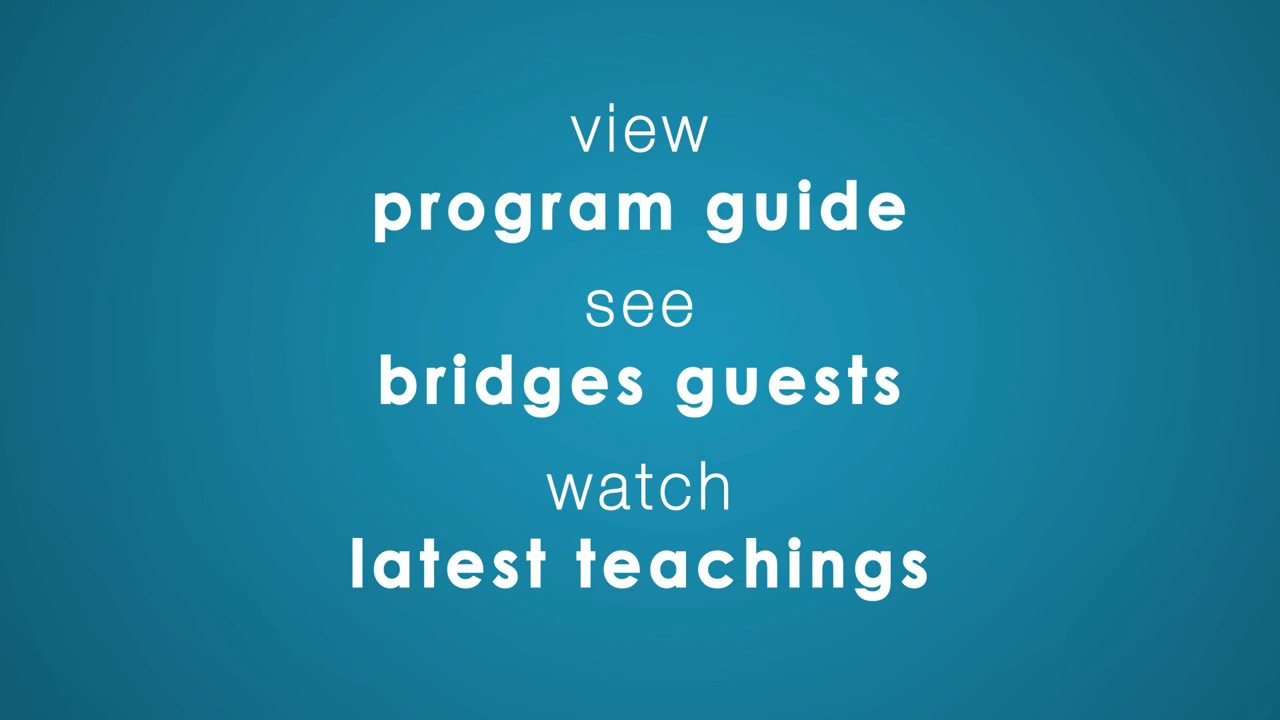 view
program guide
see
bridges guests
watch
latest teachings